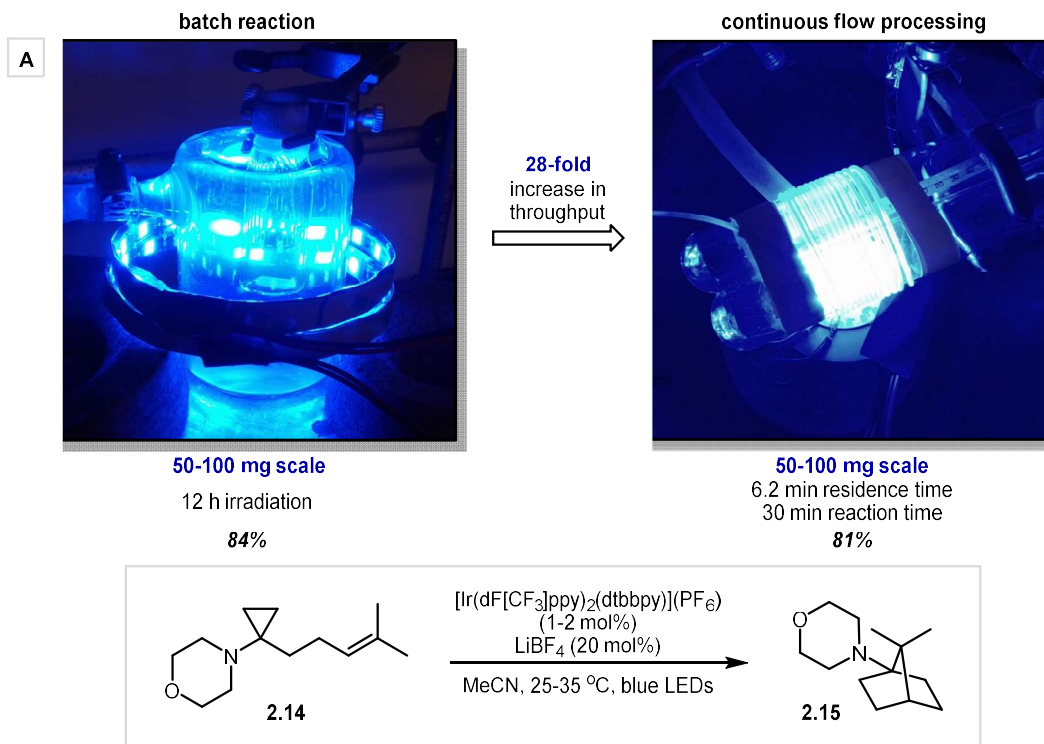 batch reaction
continuous flow processing
A
28-fold
increase in
throughput
50-100 mg scale
12 h irradiation
84%
50-100 mg scale
6.2 min residence time
30 min reaction time
81%
[Ir(dF[CF₃]ppy)₂(dtbbpy)](PF₆)
(1-2 mol%)
LiBF₄ (20 mol%)
MeCN, 25-35 ºC, blue LEDs
N
O
2.14
O
N
2.15